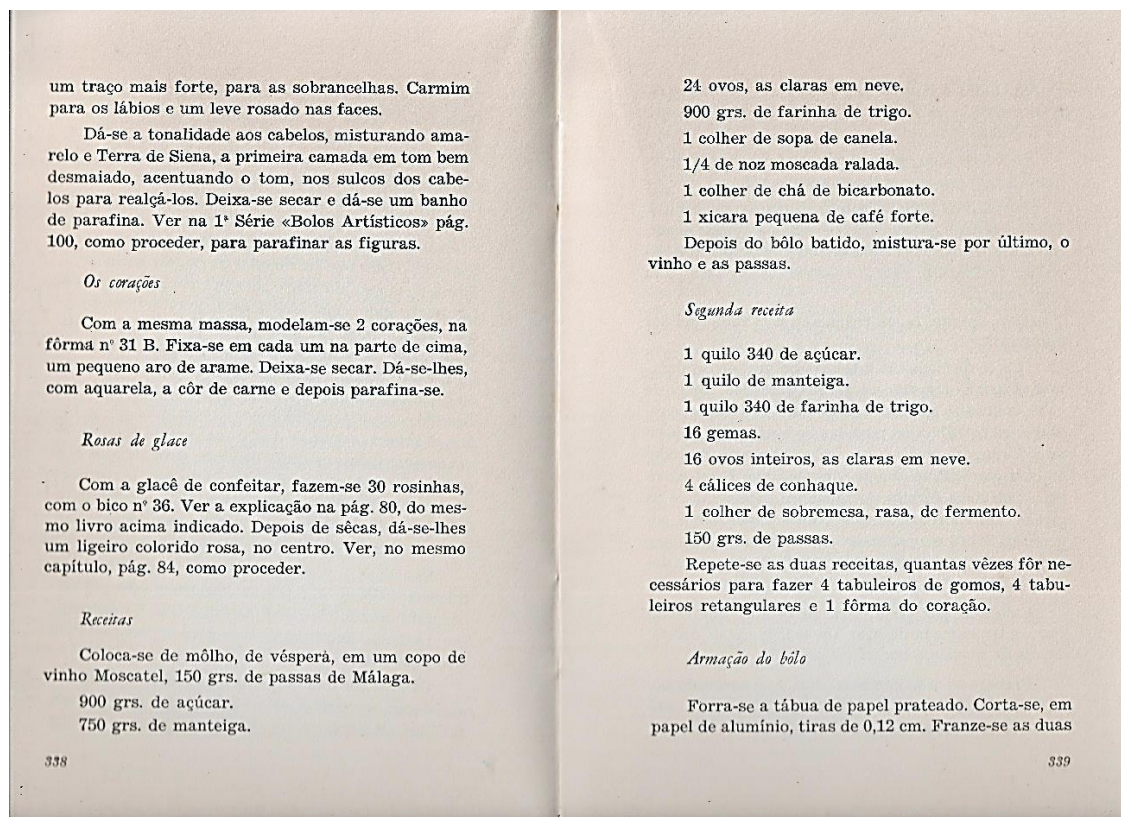 um traço mais forte, para as sobrancelhas. Carmim
para os lábios e um leve rosado nas faces.
Dá-se a tonalidade aos cabelos, misturando ama-
relo e Terra de Siena, a primeira camada em tom bem
desmaiado, acentuando o tom, nos sulcos dos cabe-
los para realçá-los. Deixa-se secar e dá-se um banho
de parafina. Ver na 1ª Série «Bolos Artísticos» pág.
100, como proceder, para parafinar as figuras.
Os corações
Com a mesma massa, modelam-se 2 corações, na
fôrma nº 31 B. Fixa-se em cada um na parte de cima,
um pequeno aro de arame. Deixa-se secar. Dá-se-lhes,
com aquarela, a côr de carne e depois parafina-se.
Rosas de glace
Com a glacê de confeitar, fazem-se 30 rosinhas,
com o bico nº 36. Ver a explicação na pág. 80, do mes-
mo livro acima indicado. Depois de sêcas, dá-se-lhes
um ligeiro colorido rosa, no centro. Ver, no mesmo
capítulo, pág. 84, como proceder.
Receitas
Coloca-se de môlho, de vésperà, em um copo de
vinho Moscatel, 150 grs. de passas de Málaga.
900 grs. de açúcar.
750 grs. de manteiga.
338
24 ovos, as claras em neve.
900 grs. de farinha de trigo.
1 colher de sopa de canela.
1/4 de noz moscada ralada.
1 colher de chá de bicarbonato.
1 xicara pequena de café forte.
Depois do bôlo batido, mistura-se por último, o
vinho e as passas.
Segunda receita
1 quilo 340 de açúcar.
1 quilo de manteiga.
1 quilo 340 de farinha de trigo.
16 gemas.
16 ovos inteiros, as claras em neve.
4 cálices de conhaque.
1 colher de sobremesa, rasa, de fermento.
150 grs. de passas.
Repete-se as duas receitas, quantas vêzes fôr ne-
cessários para fazer 4 tabuleiros de gomos, 4 tabu-
leiros retangulares e 1 fôrma do coração.
Armação do bôlo
Forra-se a tábua de papel prateado. Corta-se, em
papel de alumínio, tiras de 0,12 cm. Franze-se as duas
339